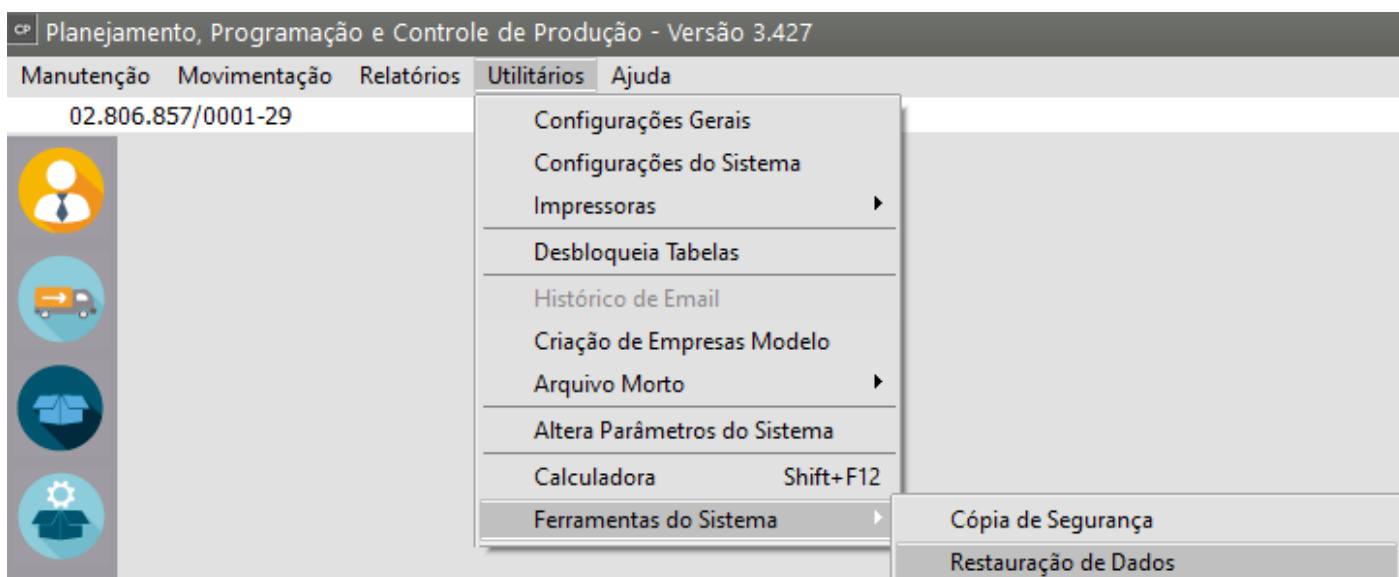 CP Planejamento, Programação e Controle de Produção - Versão 3.427
Manutenção Movimentação Relatórios Utilitários Ajuda
02.806.857/0001-29
Configurações Gerais
Configurações do Sistema
Impressoras
Desbloqueia Tabelas
Histórico de Email
Criação de Empresas Modelo
Arquivo Morto
Altera Parâmetros do Sistema
Calculadora Shift+F12
Ferramentas do Sistema
Cópia de Segurança
Restauração de Dados